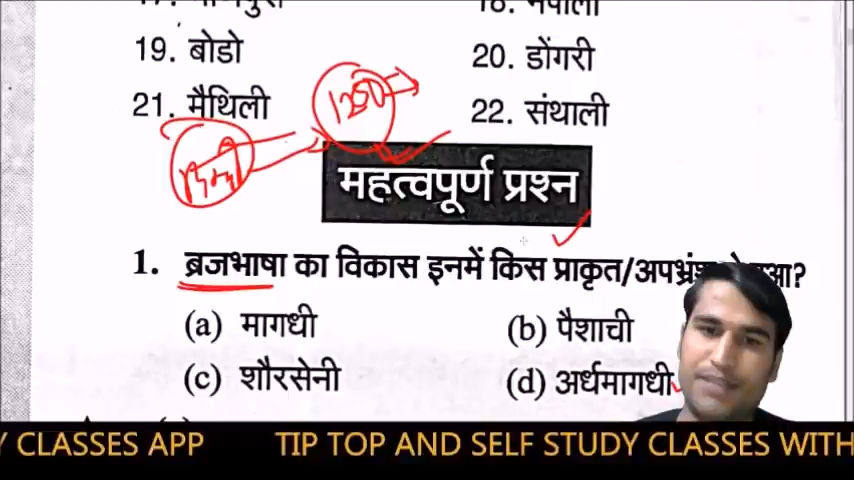 19. बोडो
20. डोंगरी
21. मैथिली
22. संथाली
1250
हिन्दी
महत्वपूर्ण प्रश्न
1. ब्रजभाषा का विकास इनमें किस प्राकृत/अपभ्रंश
(a) मागधी
(b) पैशाची
(c) शौरसेनी
(d) अर्धमागधी
CLASSES APP TIP TOP AND SELF STUDY CLASSES WITH